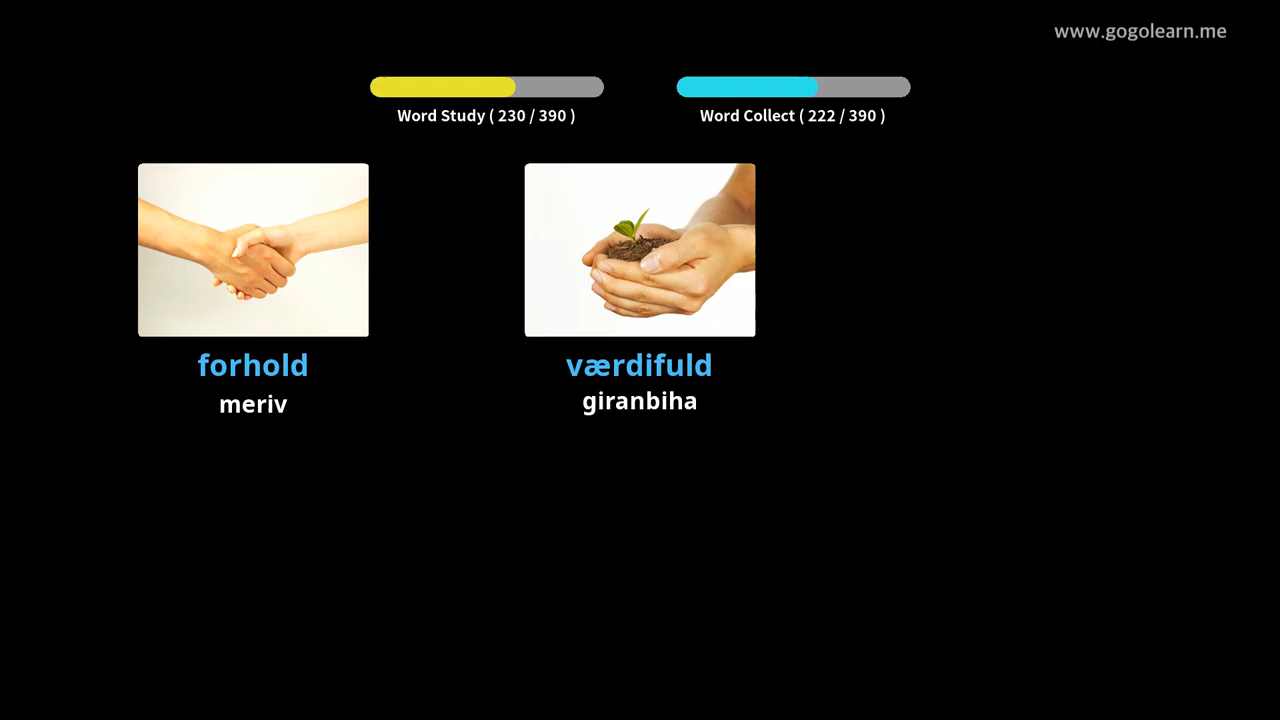 www.gogolearn.me
Word Study ( 230 / 390 )
Word Collect ( 222 / 390 )
forhold
meriv
værdifuld
giranbiha